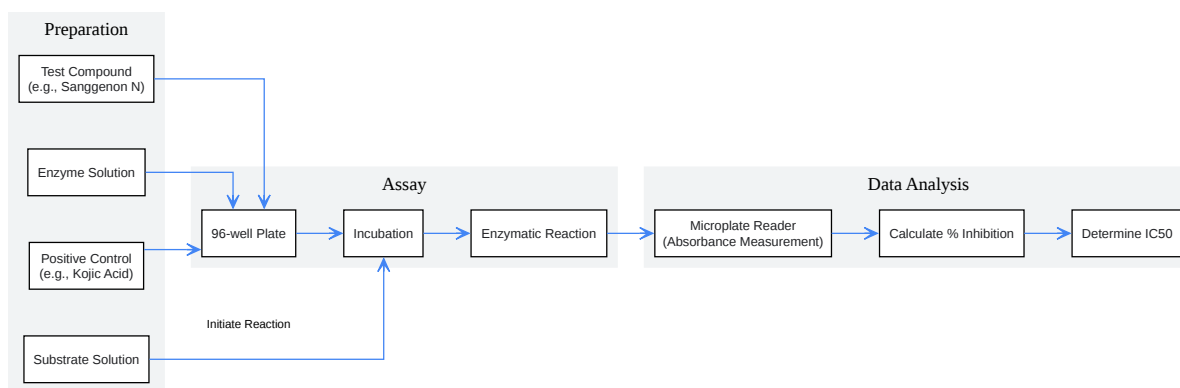 Preparation
Test Compound
(e.g., Sanggenon N)
Enzyme Solution
Positive Control
(e.g., Kojic Acid)
Substrate Solution
Initiate Reaction
Assay
96-well Plate
Incubation
Enzymatic Reaction
Data Analysis
Microplate Reader
(Absorbance Measurement)
Calculate % Inhibition
Determine IC50